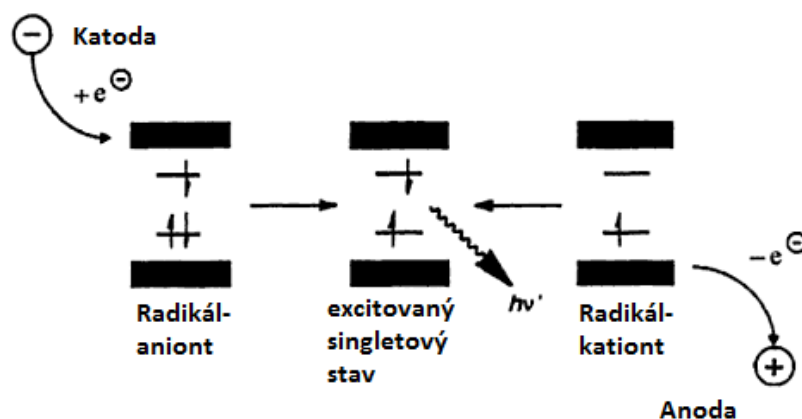 Katoda
+e⊖
Radikál-
aniont
excitovaný
singletový
stav
hν'
Radikál-
kationt
−e⊖
Anoda